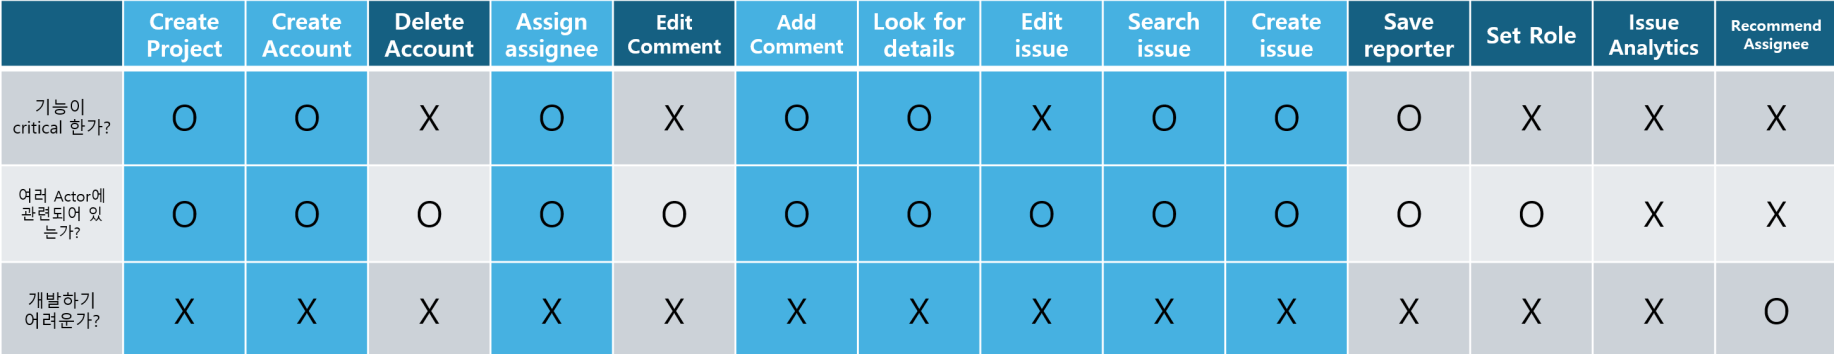 Create
Project
Create
Account
Delete
Account
Assign
assignee
Edit
Comment
Add
Comment
Look for
details
Edit
issue
Search
issue
Create
issue
Save
reporter
Set Role
Issue
Analytics
Recommend
Assignee
기능이
critical 한가?
O O X O X O O X O O O X X X
여러 Actor에
관련되어 있
는가?
O O O O O O O O O O O O X X
개발하기
어려운가?
X X X X X X X X X X X X X O